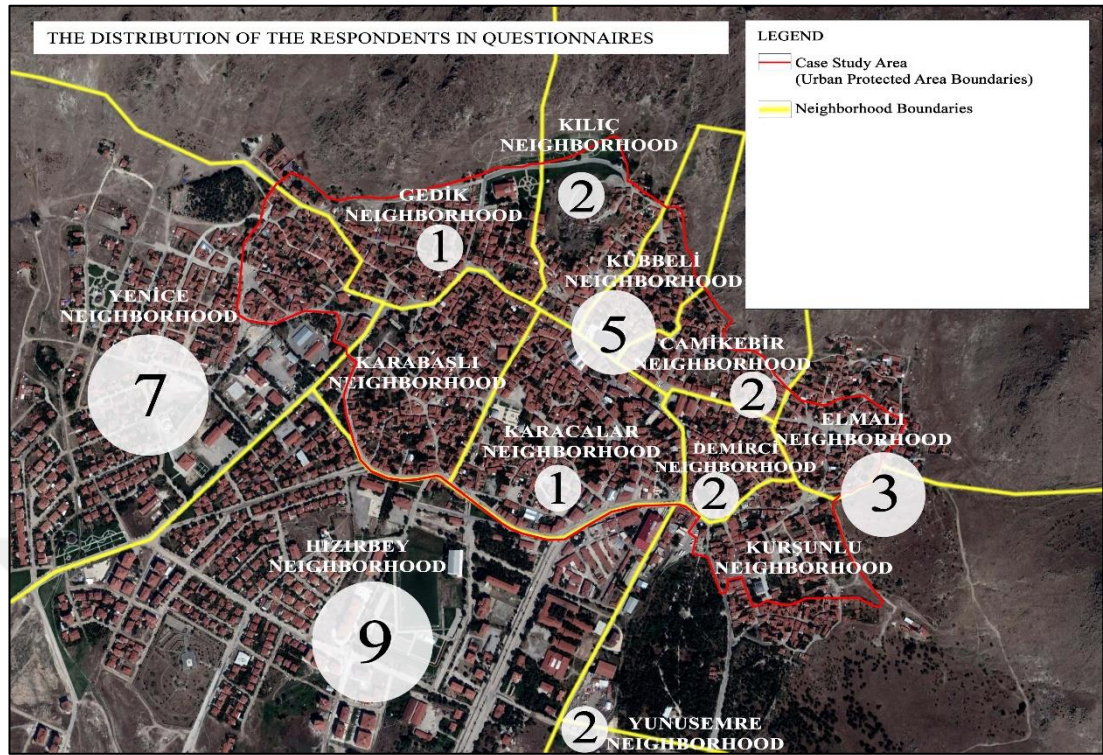 THE DISTRIBUTION OF THE RESPONDENTS IN QUESTIONNAIRES
LEGEND
Case Study Area
(Urban Protected Area Boundaries)
Neighborhood Boundaries
KILIÇ
NEIGHBORHOOD
2
GEDİK
NEIGHBORHOOD
1
KÜBBELİ
NEIGHBORHOOD
5
YENİCE
NEIGHBORHOOD
7
KARABAŞLI
NEIGHBORHOOD
CAMİKEBİR
NEIGHBORHOOD
2
ELMALI
NEIGHBORHOOD
3
KARACALAR
NEIGHBORHOOD
1
DEMİRCİ
NEIGHBORHOOD
2
KURŞUNLU
NEIGHBORHOOD
HIZIRBEY
NEIGHBORHOOD
9
YUNUSEMRE
NEIGHBORHOOD
2